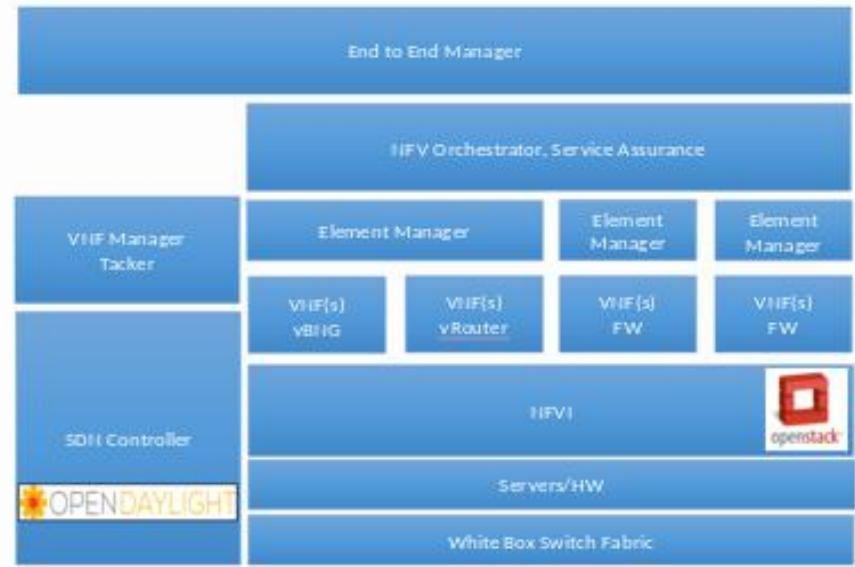 End to End Manager
NFV Orchestrator, Service Assurance
VNF Manager
Tacker
Element Manager
Element
Manager
Element
Manager
VNF(s)
vBNG
VNF(s)
vRouter
VNF(s)
FW
VNF(s)
FW
SDN Controller
OPENDAYLIGHT
NFVI
openstack
Servers/HW
White Box Switch Fabric